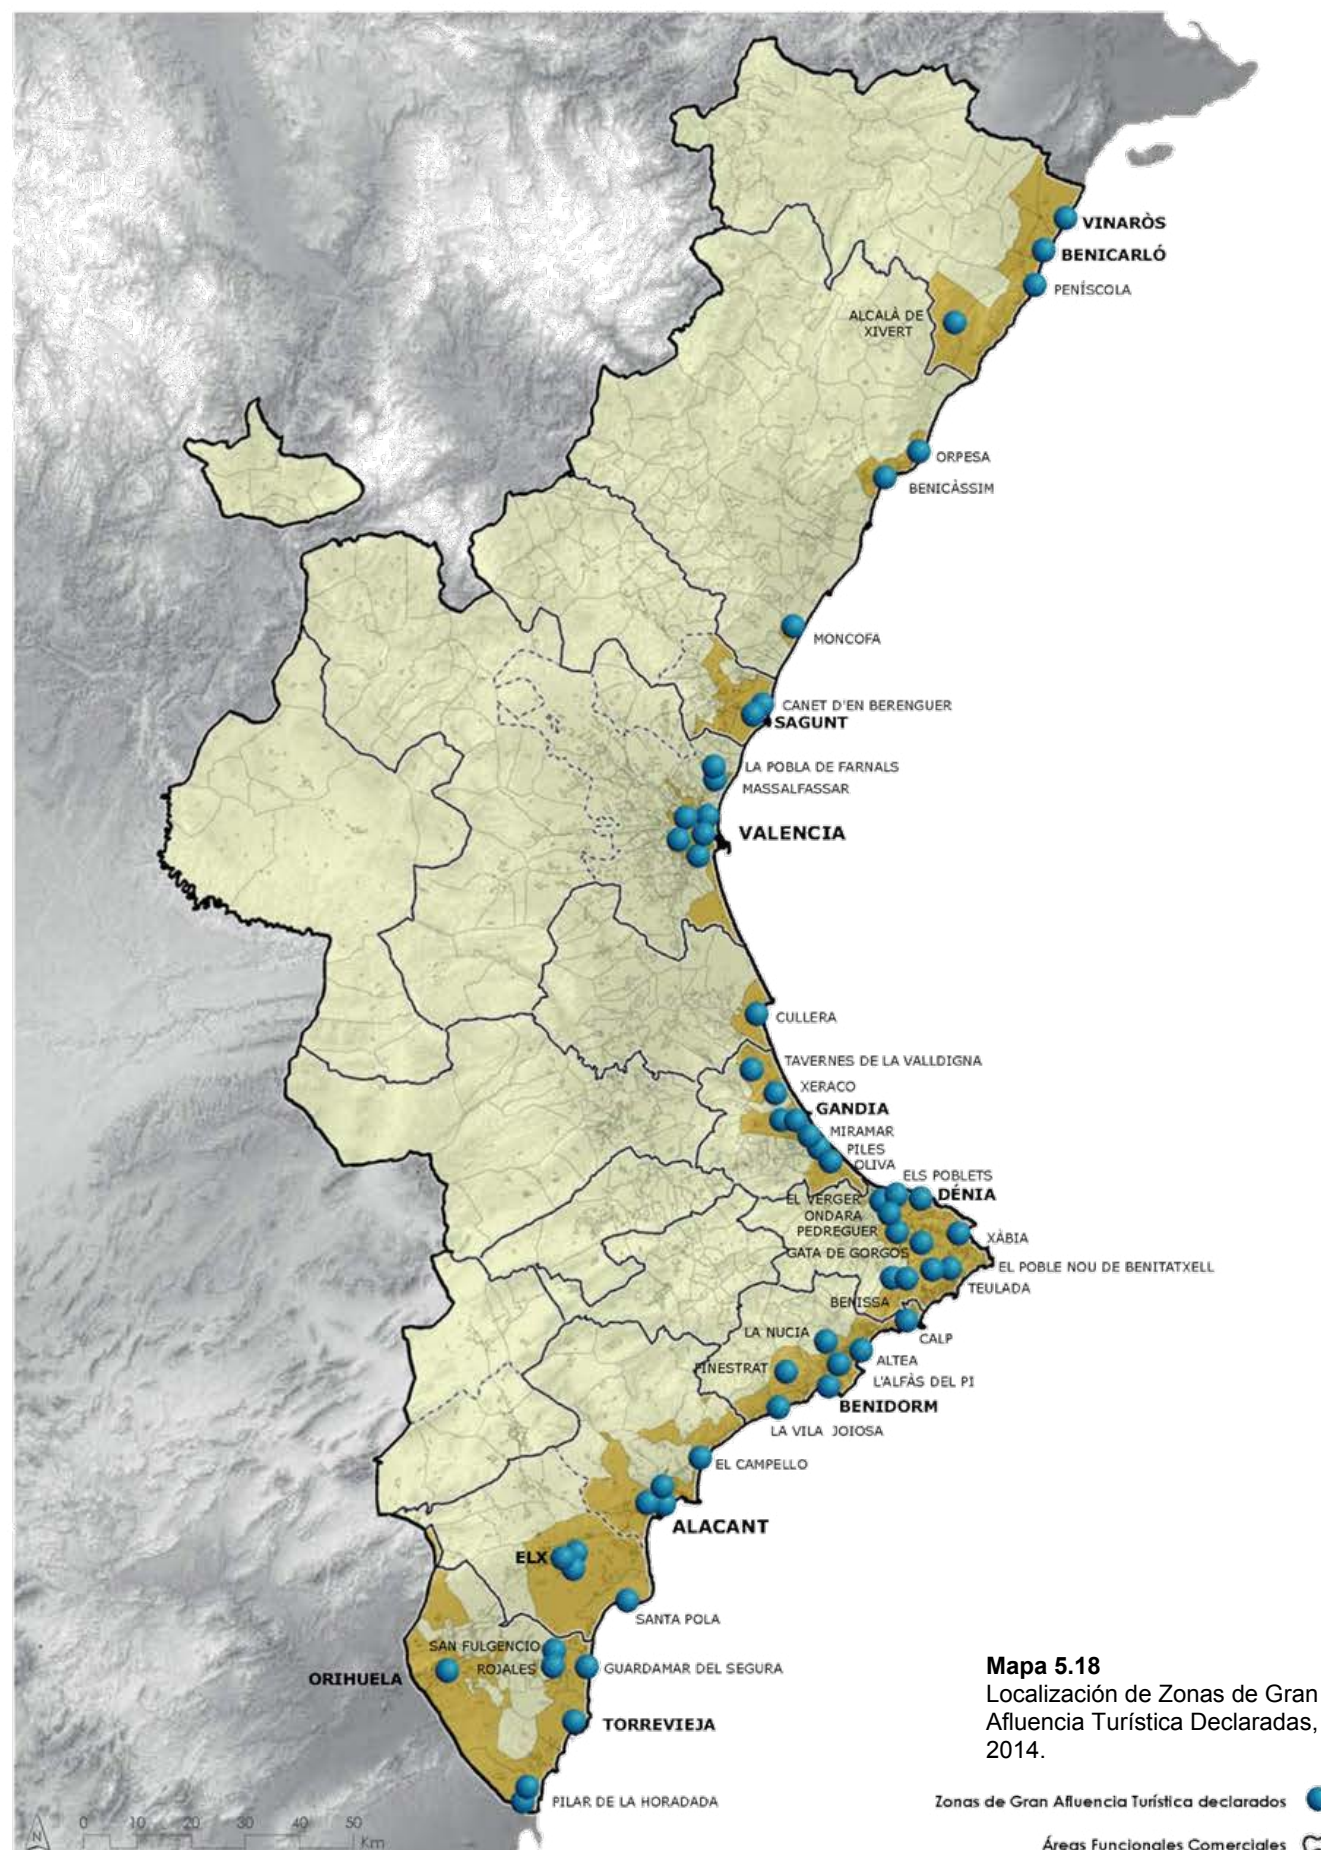 VINARÒS
BENICARLÓ
PENÍSCOLA
ALCALÀ DE
XIVERT
ORPESA
BENICÀSSIM
MONCOFA
CANET D'EN BERENGUER
SAGUNT
LA POBLA DE FARNALS
MASSALFASSAR
VALENCIA
CULLERA
TAVERNES DE LA VALLDIGNA
XERACO
GANDIA
MIRAMAR
PILES
OLIVA
ELS POBLETS
EL VERGER
DÉNIA
ONDARA
PEDREGUER
XÀBIA
GATA DE GORGOS
EL POBLE NOU DE BENITATXELL
TEULADA
BENISSA
CALP
LA NUCIA
ALTEA
FINESTRAT
L'ALFÀS DEL PI
BENIDORM
LA VILA JOIOSA
EL CAMPELLO
ALACANT
ELX
SANTA POLA
SAN FULGENCIO
ROJALES
GUARDAMAR DEL SEGURA
ORIHUELA
TORREVIEJA
PILAR DE LA HORADADA
Mapa 5.18
Localización de Zonas de Gran
Afluencia Turística Declaradas,
2014.
Zonas de Gran Afluencia Turística declarados
Áreas Funcionales Comerciales
N
0 10 20 30 40 50
Km